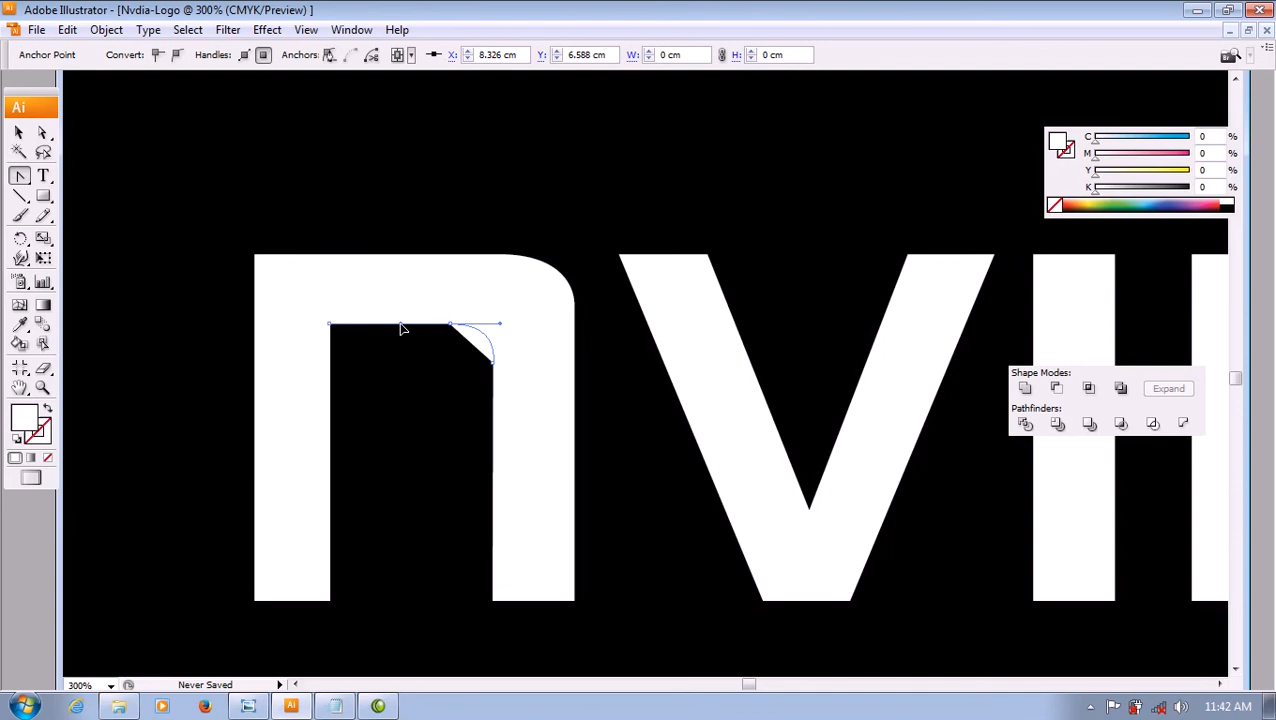 Adobe Illustrator - [Nvdia-Logo @ 300% (CMYK/Preview) ]
File Edit Object Type Select Filter Effect View Window Help
Anchor Point Convert: Handles: Anchors: X: 8.326 cm Y: 6.588 cm W: 0 cm H: 0 cm
Ai
C 0 %
M 0 %
Y 0 %
K 0 %
T
nvi
Shape Modes:
Expand
Pathfinders:
300% Never Saved
Ai 11:42 AM